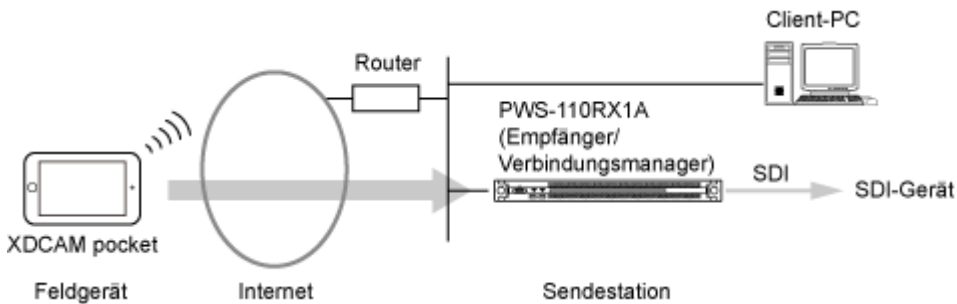 Client-PC
Router
PWS-110RX1A
(Empfänger/
Verbindungsmanager)
SDI
SDI-Gerät
XDCAM pocket
Feldgerät
Internet
Sendestation